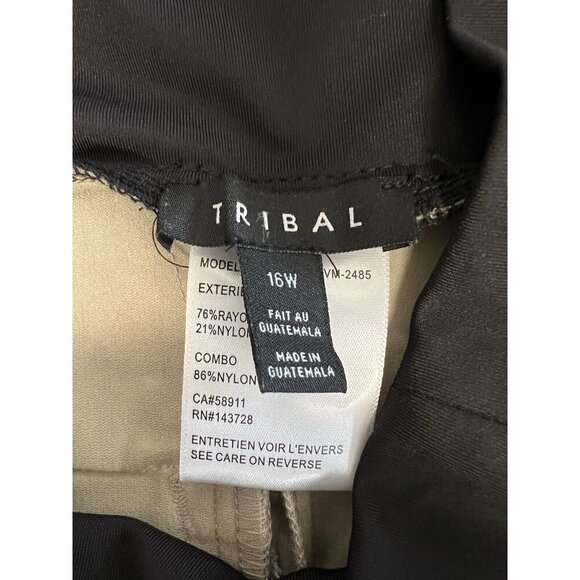 TRIBAL
16W
FAIT AU
GUATEMALA
MADE IN
GUATEMALA
MODEL VM-2485
EXTERIE
76%RAYO
21%NYLON
COMBO
86%NYLON
CA#58911
RN#143728
ENTRETIEN VOIR L'ENVERS
SEE CARE ON REVERSE